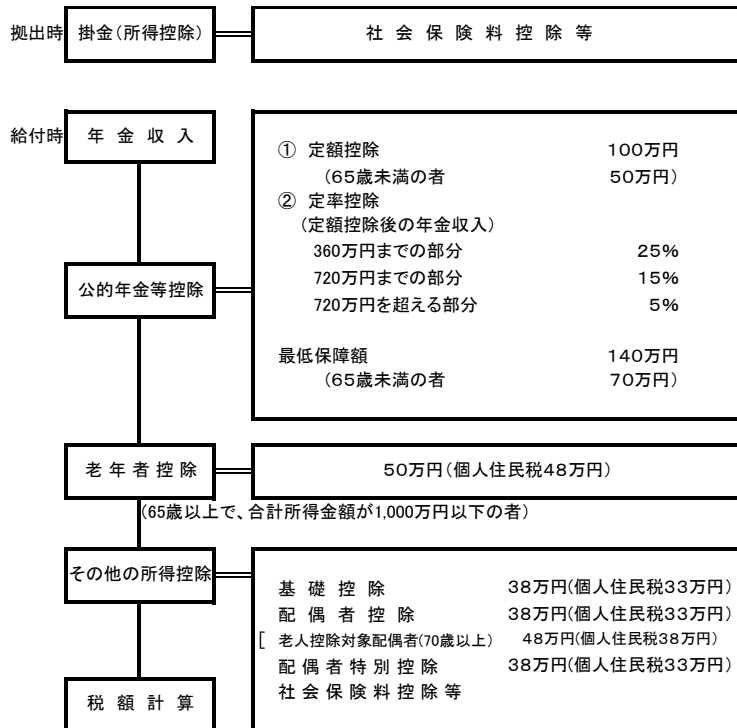 拠出時 掛金(所得控除) 社会保険料控除等
給付時 年金収入
① 定額控除 100万円
(65歳未満の者 50万円)
② 定率控除
(定額控除後の年金収入)
360万円までの部分 25%
720万円までの部分 15%
720万円を超える部分 5%
最低保障額 140万円
(65歳未満の者 70万円)
公的年金等控除
老年者控除 50万円(個人住民税48万円)
(65歳以上で、合計所得金額が1,000万円以下の者)
その他の所得控除
基礎控除 38万円(個人住民税33万円)
配偶者控除 38万円(個人住民税33万円)
[ 老人控除対象配偶者(70歳以上) 48万円(個人住民税38万円)
配偶者特別控除 38万円(個人住民税33万円)
社会保険料控除等
税額計算